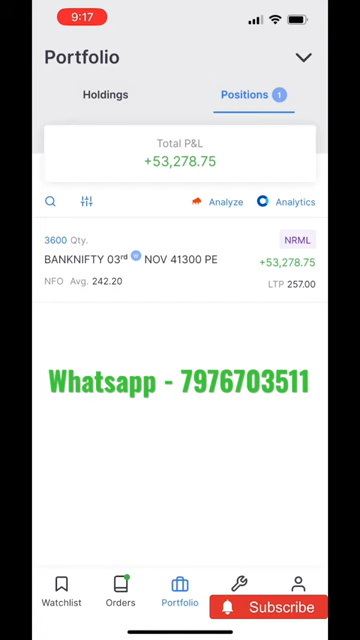 9:17
Portfolio
Holdings
Positions 1
Total P&L
+53,278.75
Analyze
Analytics
3600 Qty.
NRML
BANKNIFTY 03rd W NOV 41300 PE
+53,278.75
NFO Avg. 242.20
LTP 257.00
Whatsapp - 7976703511
Watchlist
Orders
Portfolio
Subscribe